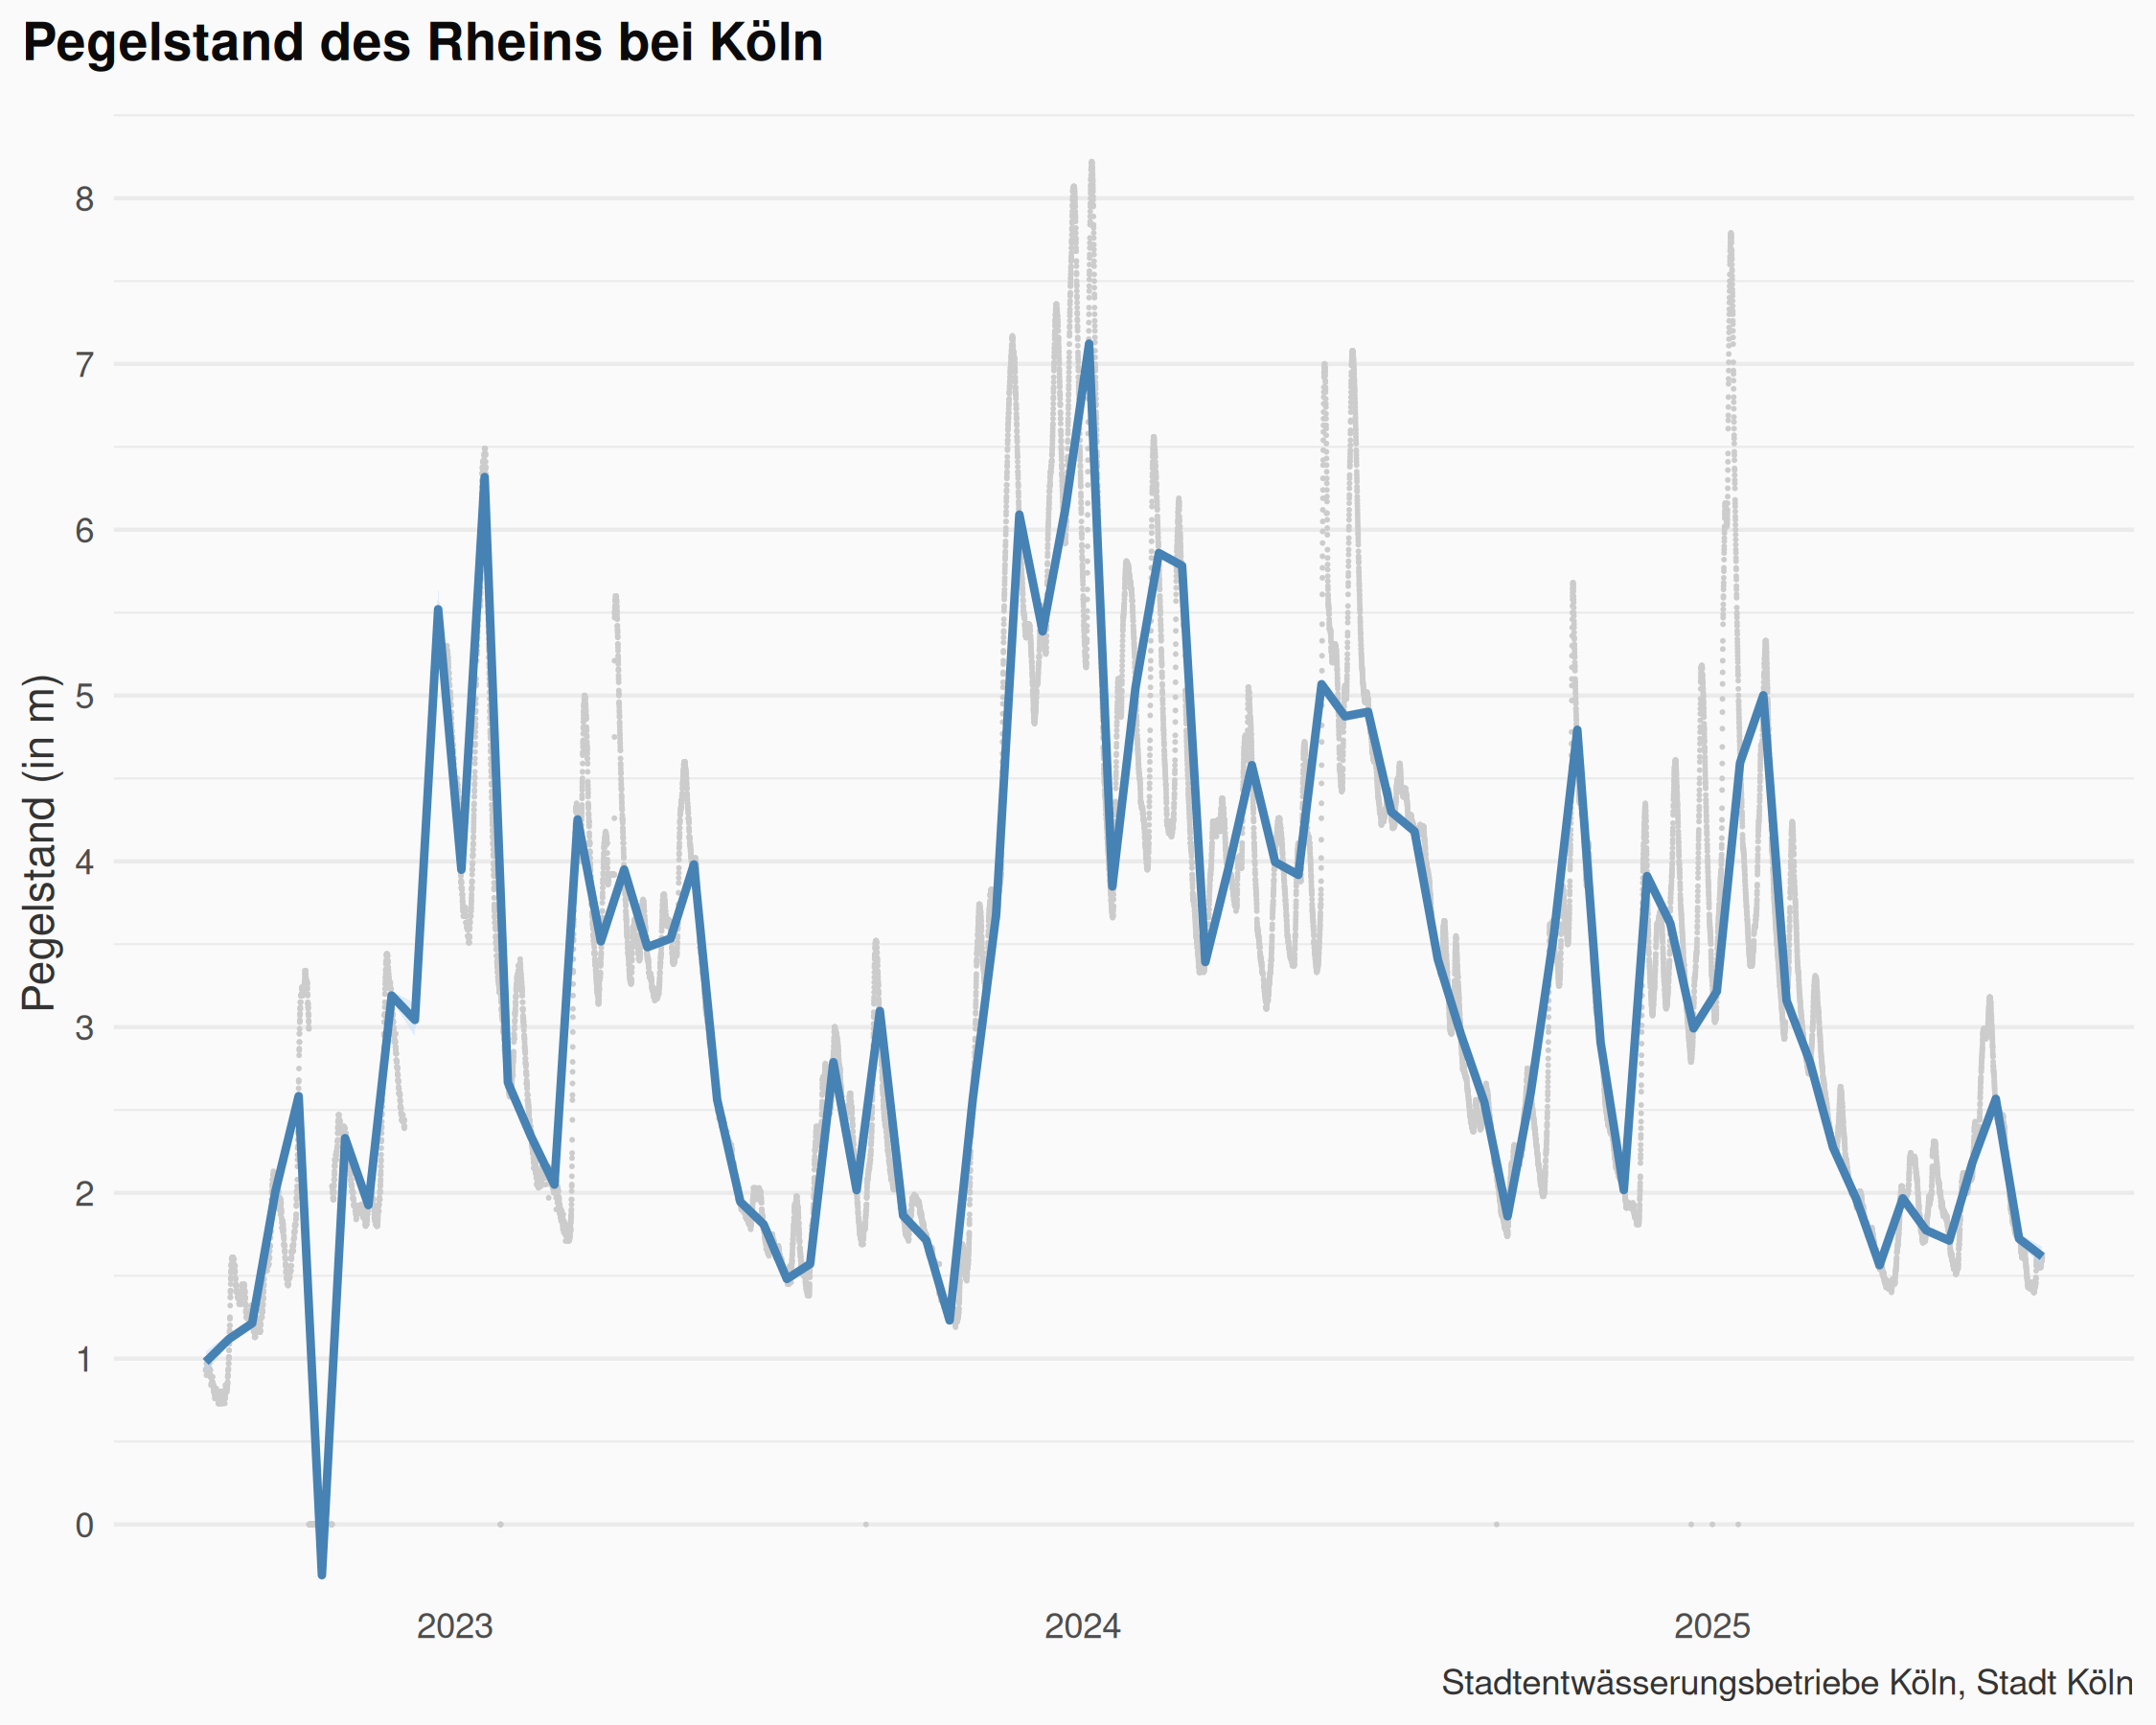 Pegelstand des Rheins bei Köln
Pegelstand (in m)
8
7
6
5
4
3
2
1
0
2023 2024 2025
Stadtentwässerungsbetriebe Köln, Stadt Köln